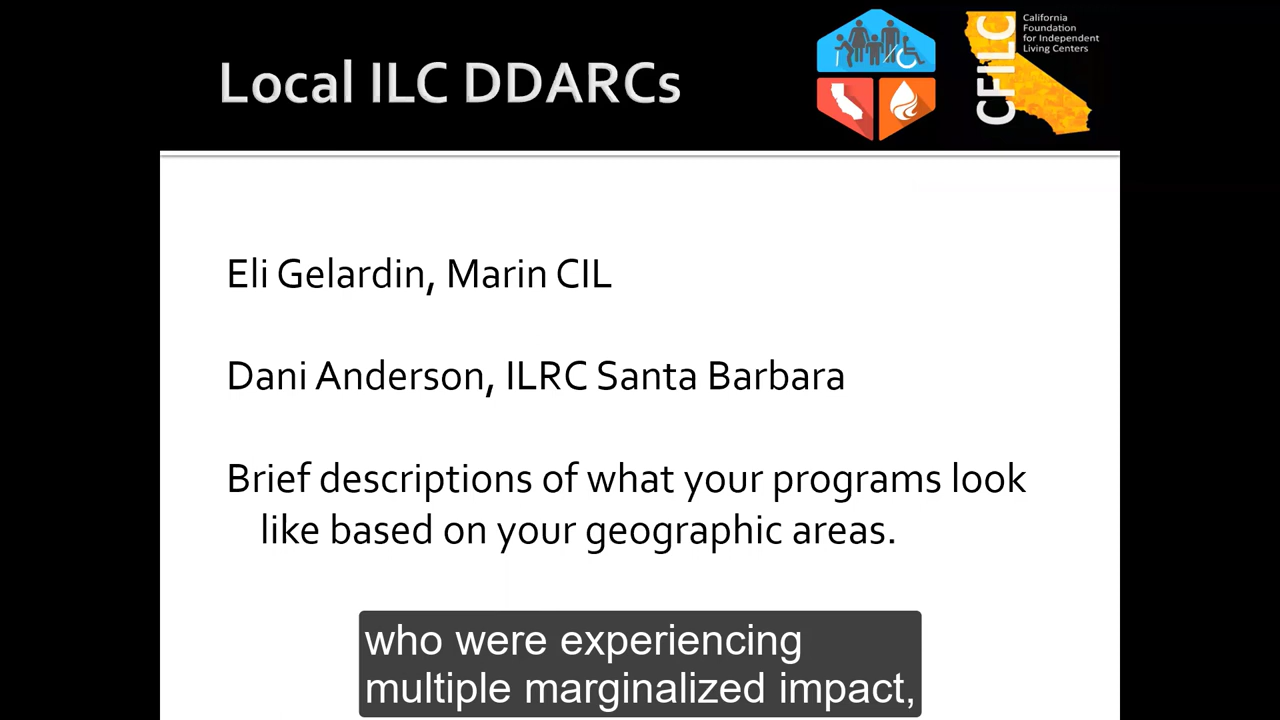 Local ILC DDARCs
CFILC
California
Foundation
for Independent
Living Centers
Eli Gelardin, Marin CIL
Dani Anderson, ILRC Santa Barbara
Brief descriptions of what your programs look
like based on your geographic areas.
who were experiencing
multiple marginalized impact,